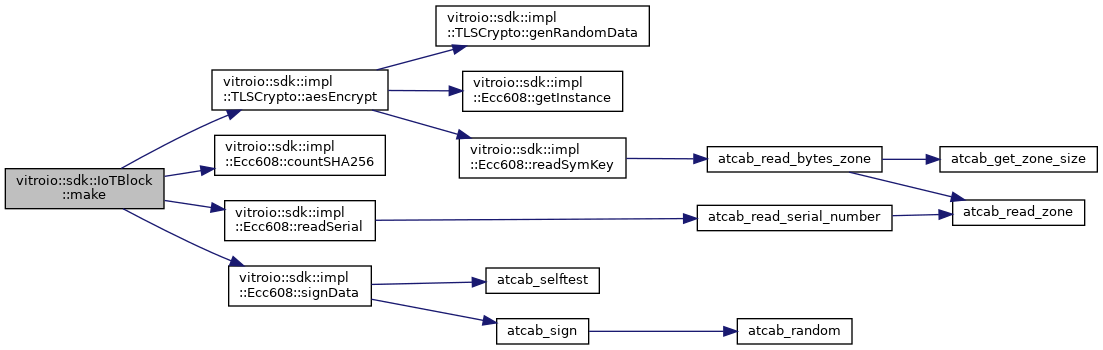 vitroio::sdk::IoTBlock
::make
vitroio::sdk::impl
::TLSCrypto::aesEncrypt
vitroio::sdk::impl
::TLSCrypto::genRandomData
vitroio::sdk::impl
::Ecc608::getInstance
vitroio::sdk::impl
::Ecc608::readSymKey
atcab_read_bytes_zone
atcab_get_zone_size
atcab_read_zone
vitroio::sdk::impl
::Ecc608::countSHA256
vitroio::sdk::impl
::Ecc608::readSerial
atcab_read_serial_number
vitroio::sdk::impl
::Ecc608::signData
atcab_selftest
atcab_sign
atcab_random